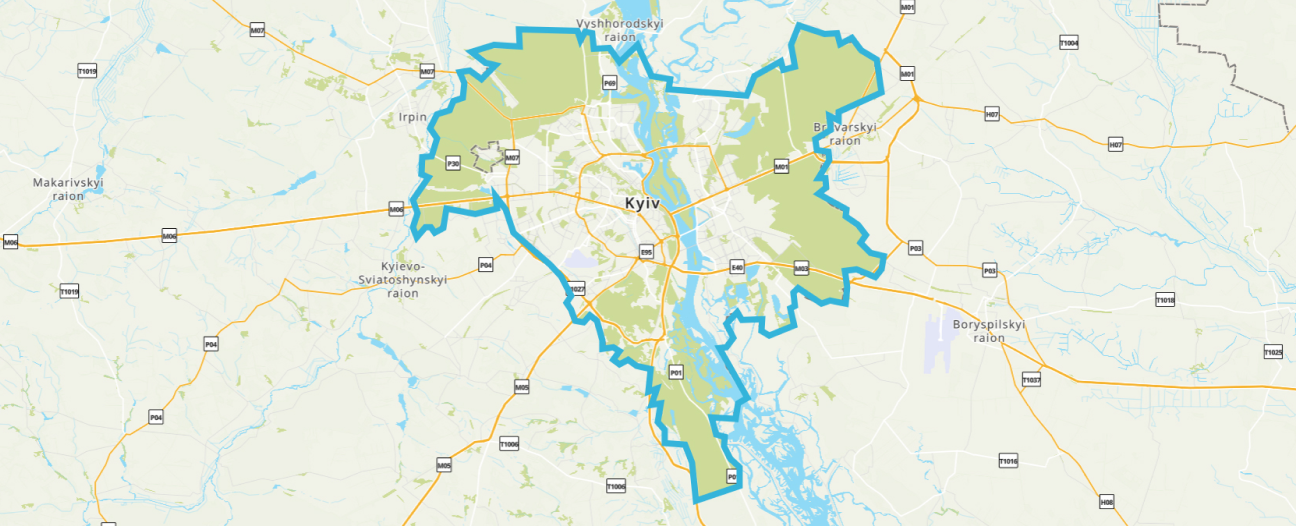 Vyshhorodskyi
raion
M07
M01
T1004
T1019
M07
M01
P69
H07
Irpin
Brovarskyi
raion
H07
P30
M07
M01
Makarivskyi
raion
Kyiv
M06
M06
M06
E95
P03
Kyievo-
Sviatoshynskyi
raion
P04
E40
M03
P03
T1019
T1018
Boryspilskyi
raion
P04
T1025
P01
T1037
M05
P04
T1006
M05
T1016
T1006
H08